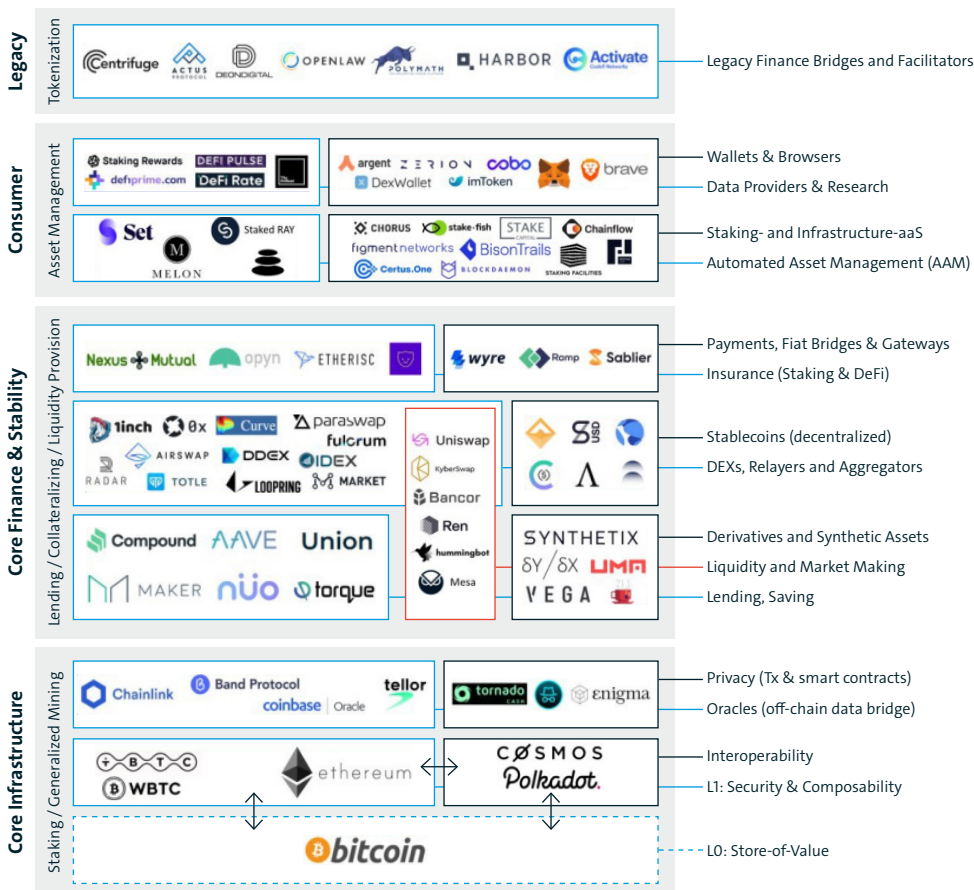 Legacy
Tokenization
Centrifuge
ACTUS
PROTOCOL
DEONDIGITAL
OPENLAW
POLYMATH
HARBOR
Activate
Legacy Finance Bridges and Facilitators
Consumer
Asset Management
Staking Rewards
DEFI PULSE
defiprime.com
DeFi Rate
argent
ZERION
cobo
brave
DexWallet
imToken
Wallets & Browsers
Data Providers & Research
Set
Staked RAY
M
MELON
CHORUS
stake·fish
STAKE
CAPITAL
Chainflow
figment networks
BisonTrails
Certus.One
BLOCKDAEMON
STAKING FACILITIES
Staking- and Infrastructure-aaS
Automated Asset Management (AAM)
Core Finance & Stability
Lending / Collateralizing / Liquidity Provision
Nexus Mutual
opyn
ETHERISC
wyre
Ramp
Sablier
Payments, Fiat Bridges & Gateways
Insurance (Staking & DeFi)
1inch
0x
Curve
paraswap
fulcrum
AIRSWAP
DDEX
IDEX
RADAR
TOTLE
LOOPRING
MARKET
Uniswap
KyberSwap
Bancor
Ren
hummingbot
Mesa
USD
Stablecoins (decentralized)
DEXs, Relayers and Aggregators
Compound
AAVE
Union
MAKER
nüo
torque
SYNTHETIX
δY/δX
UMA
VEGA
Derivatives and Synthetic Assets
Liquidity and Market Making
Lending, Saving
Core Infrastructure
Staking / Generalized Mining
Chainlink
Band Protocol
coinbase | Oracle
tellor
tornado
CASH
enigma
Privacy (Tx & smart contracts)
Oracles (off-chain data bridge)
TBTC
WBTC
ethereum
CØSMOS
Polkadot.
Interoperability
L1: Security & Composability
bitcoin
L0: Store-of-Value